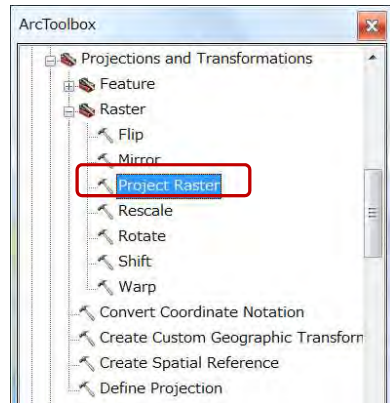 ArcToolbox
Projections and Transformations
Feature
Raster
Flip
Mirror
Project Raster
Rescale
Rotate
Shift
Warp
Convert Coordinate Notation
Create Custom Geographic Transforn
Create Spatial Reference
Define Projection